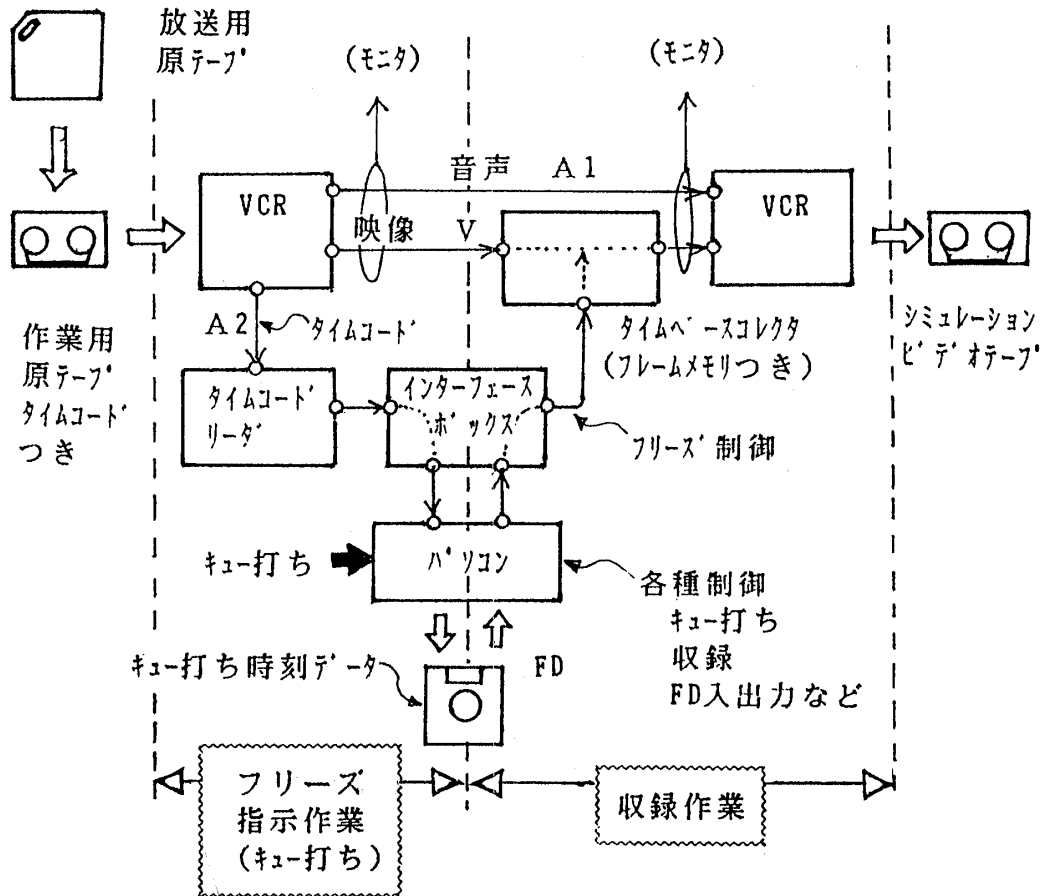 放送用
原テープ
(モニタ)
(モニタ)
音声 A1
VCR
VCR
映像 V
A2
タイムコード
作業用
原テープ
タイムコード
つき
タイムコード
リーダ
インターフェース
ボックス
タイムベースコレクタ
(フレームメモリつき)
シミュレーション
ビデオテープ
フリーズ制御
キュー打ち
パソコン
各種制御
キュー打ち
収録
FD入出力など
キュー打ち時刻データ
FD
フリーズ
指示作業
(キュー打ち)
収録作業